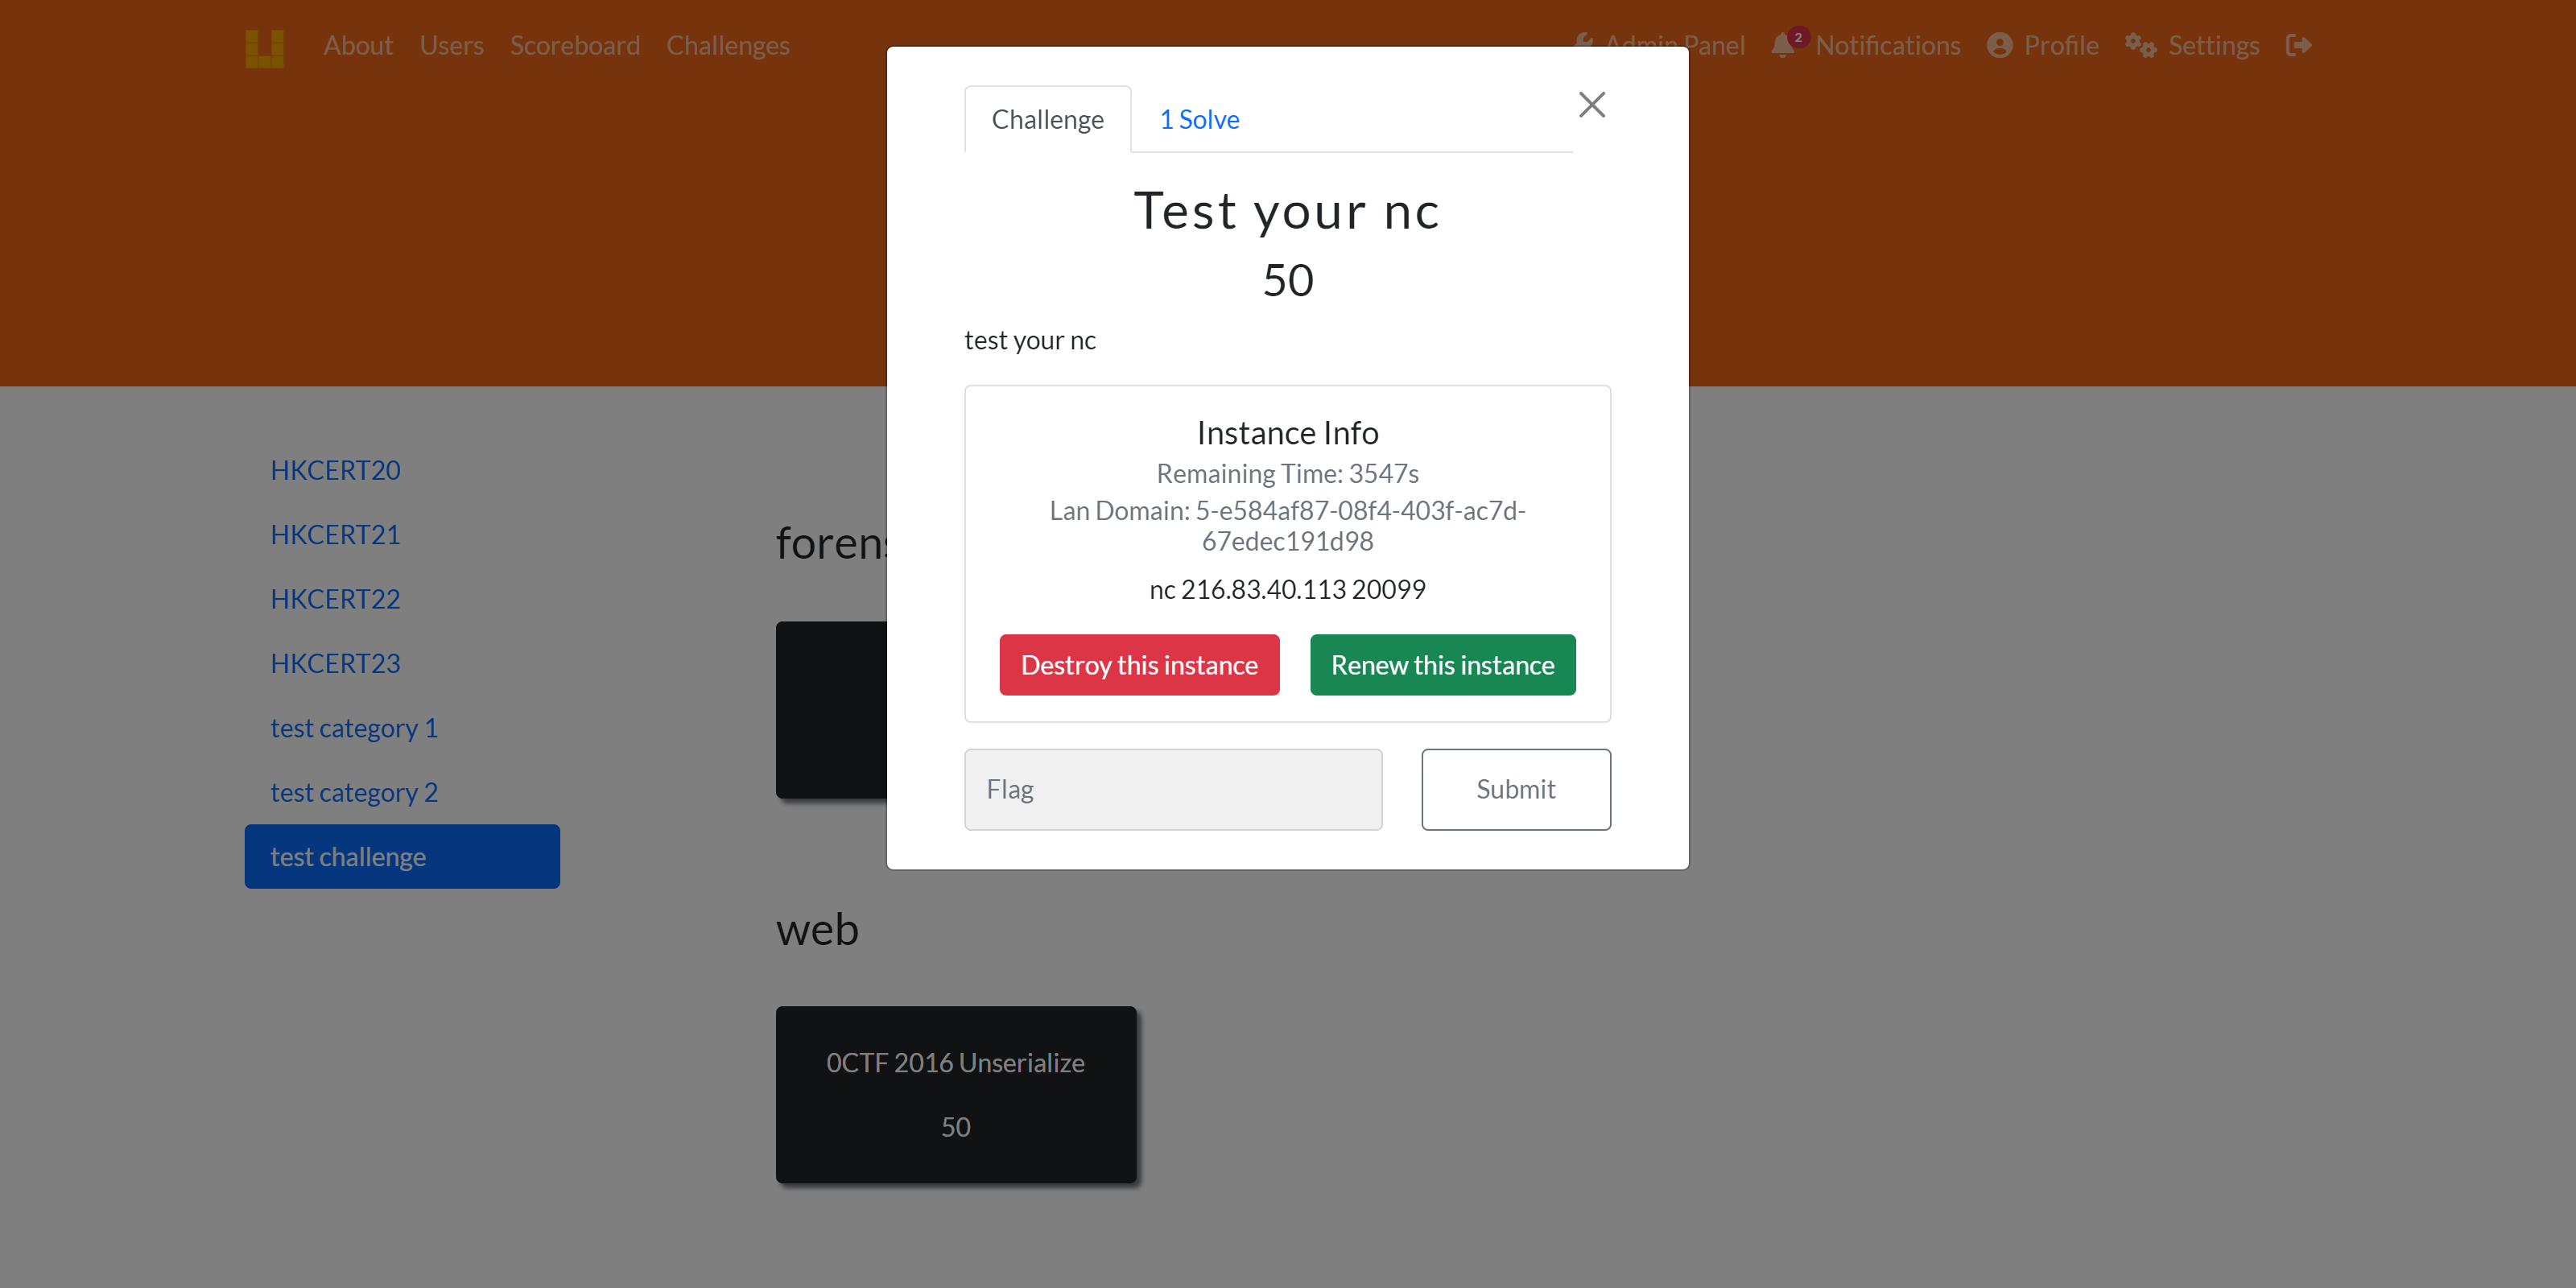 About Users Scoreboard Challenges
Admin Panel 2 Notifications Profile Settings
Challenge 1 Solve
Test your nc
50
test your nc
Instance Info
Remaining Time: 3547s
Lan Domain: 5-e584af87-08f4-403f-ac7d-
67edec191d98
nc 216.83.40.113 20099
Destroy this instance Renew this instance
Flag Submit
HKCERT20
HKCERT21
HKCERT22
HKCERT23
test category 1
test category 2
test challenge
forens
web
0CTF 2016 Unserialize
50